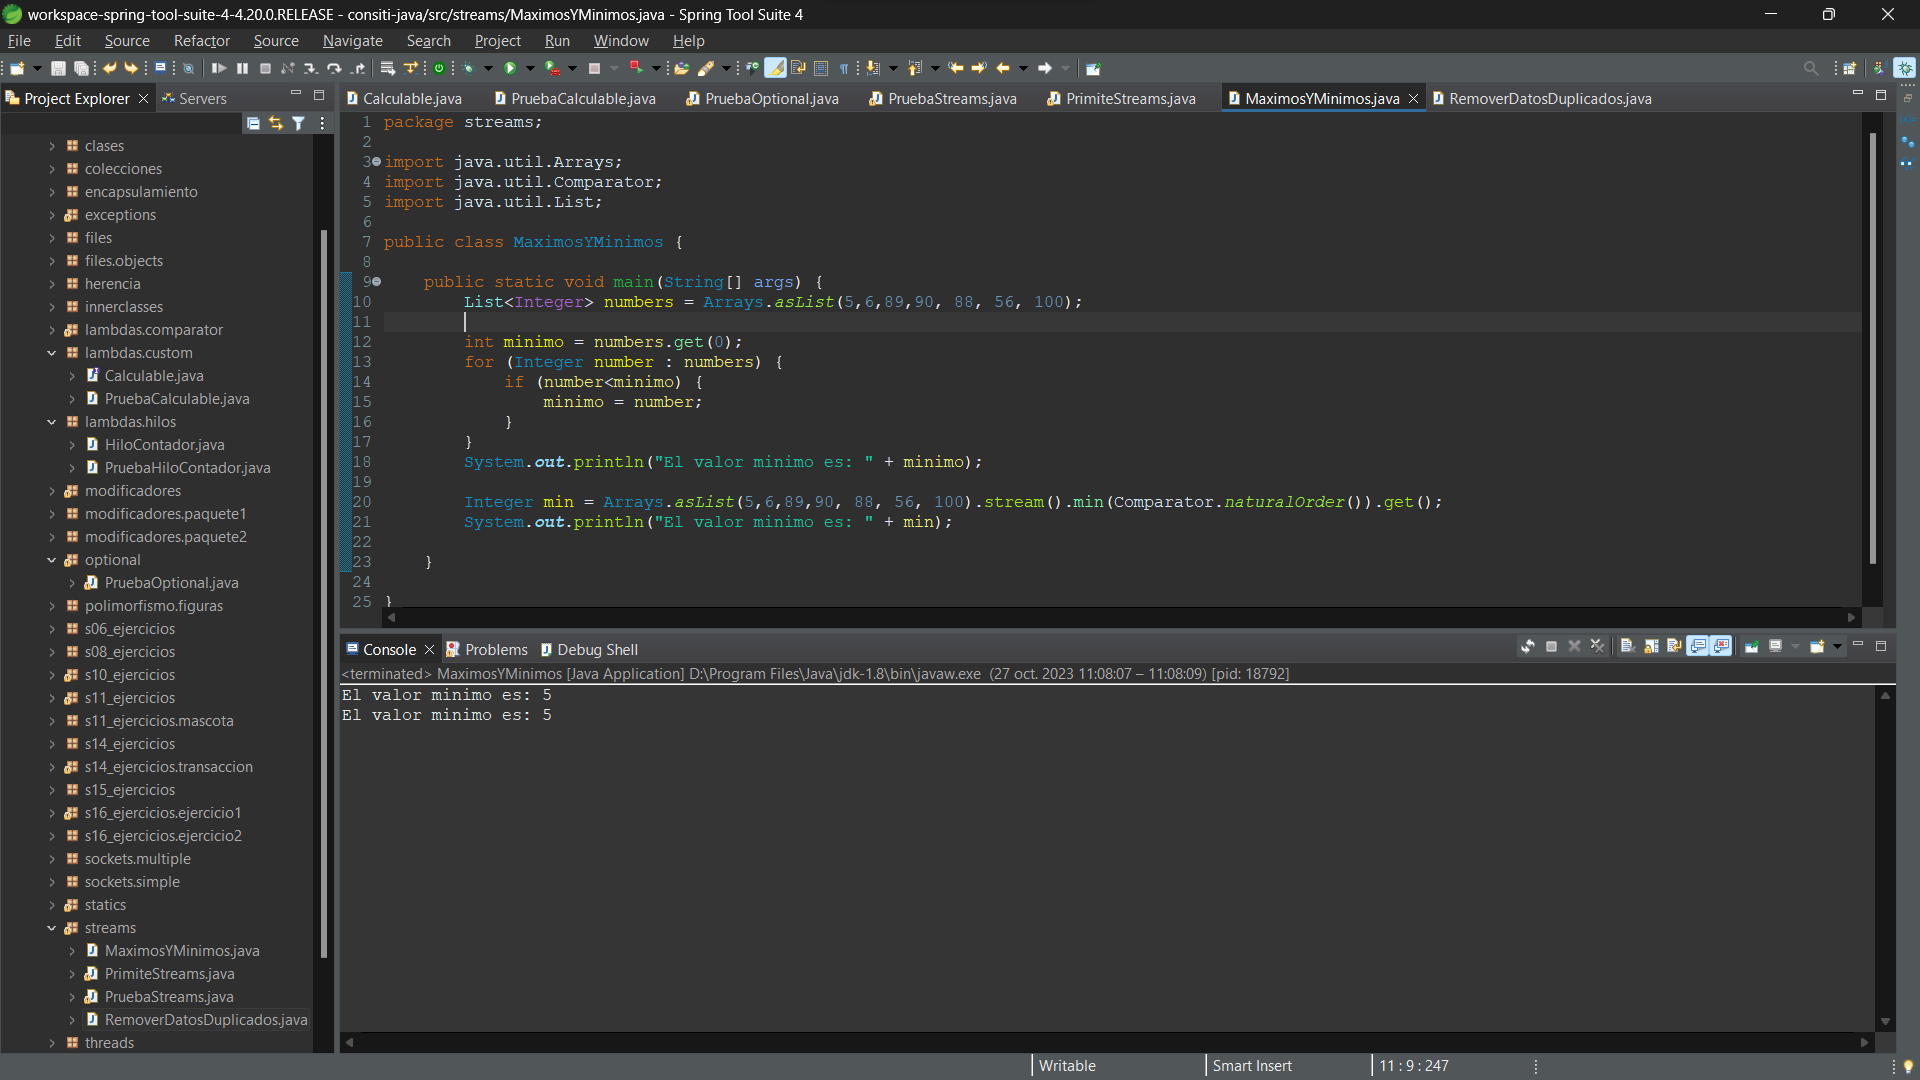 workspace-spring-tool-suite-4-4.20.0.RELEASE - consiti-java/src/streams/MaximosYMinimos.java - Spring Tool Suite 4
File Edit Source Refactor Source Navigate Search Project Run Window Help
Project Explorer Servers
clases
colecciones
encapsulamiento
exceptions
files
files.objects
herencia
innerclasses
lambdas.comparator
lambdas.custom
Calculable.java
PruebaCalculable.java
lambdas.hilos
HiloContador.java
PruebaHiloContador.java
modificadores
modificadores.paquete1
modificadores.paquete2
optional
PruebaOptional.java
polimorfismo.figuras
s06_ejercicios
s08_ejercicios
s10_ejercicios
s11_ejercicios
s11_ejercicios.mascota
s14_ejercicios
s14_ejercicios.transaccion
s15_ejercicios
s16_ejercicios.ejercicio1
s16_ejercicios.ejercicio2
sockets.multiple
sockets.simple
statics
streams
MaximosYMinimos.java
PrimiteStreams.java
PruebaStreams.java
RemoverDatosDuplicados.java
threads
Calculable.java PruebaCalculable.java PruebaOptional.java PruebaStreams.java PrimiteStreams.java MaximosYMinimos.java RemoverDatosDuplicados.java
1 package streams;
2
3 import java.util.Arrays;
4 import java.util.Comparator;
5 import java.util.List;
6
7 public class MaximosYMinimos {
8
9 public static void main(String[] args) {
10 List<Integer> numbers = Arrays.asList(5,6,89,90, 88, 56, 100);
11
12 int minimo = numbers.get(0);
13 for (Integer number : numbers) {
14 if (number<minimo) {
15 minimo = number;
16 }
17 }
18 System.out.println("El valor minimo es: " + minimo);
19
20 Integer min = Arrays.asList(5,6,89,90, 88, 56, 100).stream().min(Comparator.naturalOrder()).get();
21 System.out.println("El valor minimo es: " + min);
22
23 }
24
25 }
Console Problems Debug Shell
<terminated> MaximosYMinimos [Java Application] D:\Program Files\Java\jdk-1.8\bin\javaw.exe (27 oct. 2023 11:08:07 – 11:08:09) [pid: 18792]
El valor minimo es: 5
El valor minimo es: 5
Writable Smart Insert 11 : 9 : 247